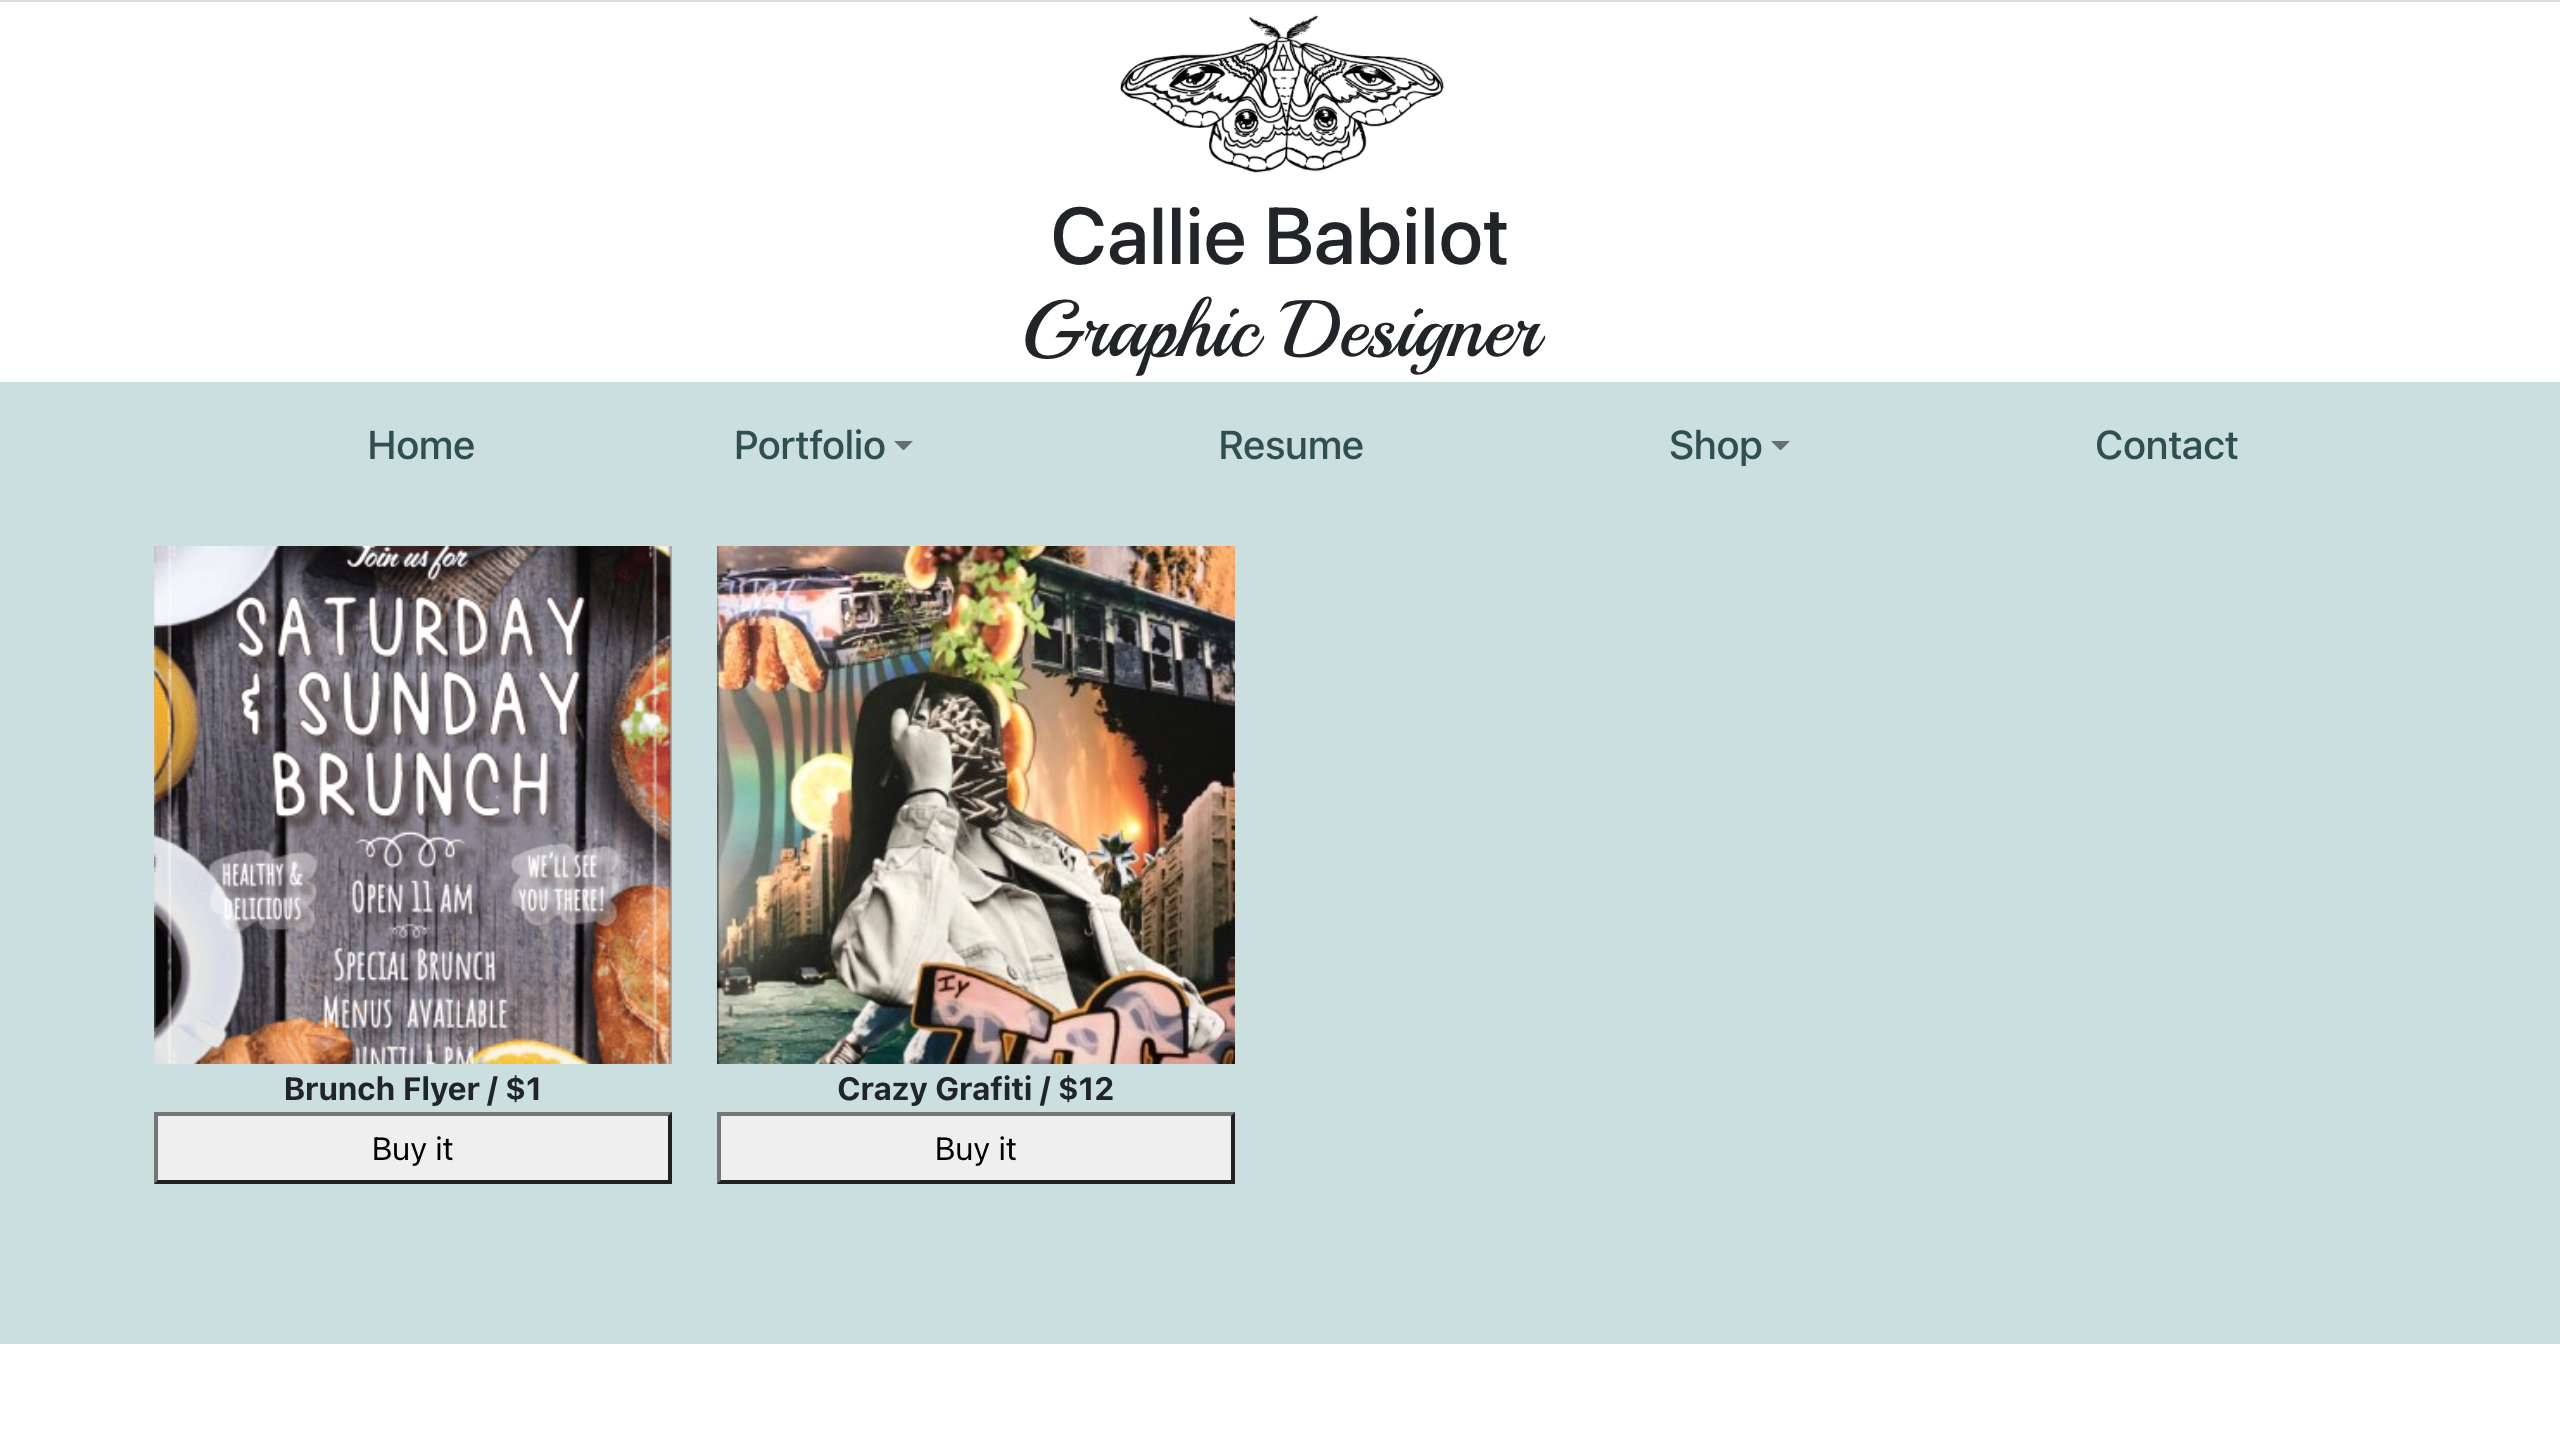 Callie Babilot
Graphic Designer
Home Portfolio Resume Shop Contact
Join us for
SATURDAY
& SUNDAY
BRUNCH
HEALTHY &
DELICIOUS
OPEN 11 AM
WE'LL SEE
YOU THERE!
SPECIAL BRUNCH
MENUS AVAILABLE
UNTIL 4 PM
Brunch Flyer / $1
Buy it
IY
Crazy Grafiti / $12
Buy it